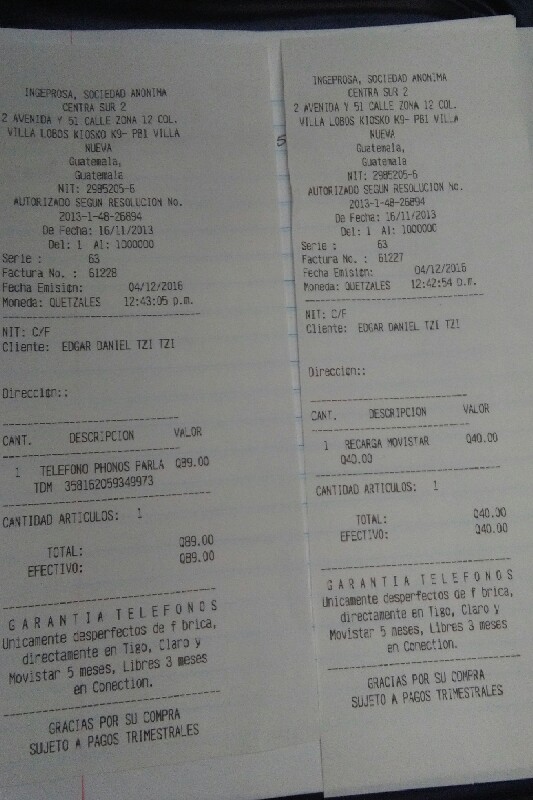 INGEPROSA, SOCIEDAD ANONIMA
CENTRA SUR 2
2 AVENIDA Y 51 CALLE ZONA 12 COL.
VILLA LOBOS KIOSKO K9- PB1 VILLA
NUEVA
Guatemala,
Guatemala
NIT: 2985205-6
AUTORIZADO SEGUN RESOLUCION No.
2013-1-48-26894
De Fecha: 16/11/2013
Del: 1 Al: 1000000
Serie : 63
Factura No. : 61228
Fecha Emision: 04/12/2016
Moneda: QUETZALES 12:43:05 p.m.
NIT: C/F
Cliente: EDGAR DANIEL TZI TZI
Direccion:;
CANT. DESCRIPCION VALOR
1 TELEFONO PHONOS PARLA Q89.00
TDM 358162059349973
CANTIDAD ARTICULOS: 1
TOTAL: Q89.00
EFECTIVO: Q89.00
G A R A N T I A T E L E F O N O S
Unicamente desperfectos de f brica,
directamente en Tigo, Claro y
Movistar 5 meses, Libres 3 meses
en Conection.
GRACIAS POR SU COMPRA
SUJETO A PAGOS TRIMESTRALES
INGEPROSA, SOCIEDAD ANONIMA
CENTRA SUR 2
2 AVENIDA Y 51 CALLE ZONA 12 COL.
VILLA LOBOS KIOSKO K9- PB1 VILLA
NUEVA
Guatemala,
Guatemala
NIT: 2985205-6
AUTORIZADO SEGUN RESOLUCION No.
2013-1-48-26894
De Fecha: 16/11/2013
Del: 1 Al: 1000000
Serie : 63
Factura No. : 61227
Fecha Emision: 04/12/2016
Moneda: QUETZALES 12:42:54 p.m.
NIT: C/F
Cliente: EDGAR DANIEL TZI TZI
Direccion:;
CANT. DESCRIPCION VALOR
1 RECARGA MOVISTAR Q40.00
Q40.00
CANTIDAD ARTICULOS: 1
TOTAL: Q40.00
EFECTIVO: Q40.00
G A R A N T I A T E L E F O N O S
Unicamente desperfectos de f brica,
directamente en Tigo, Claro y
Movistar 5 meses, Libres 3 meses
en Conection.
GRACIAS POR SU COMPRA
SUJETO A PAGOS TRIMESTRALES